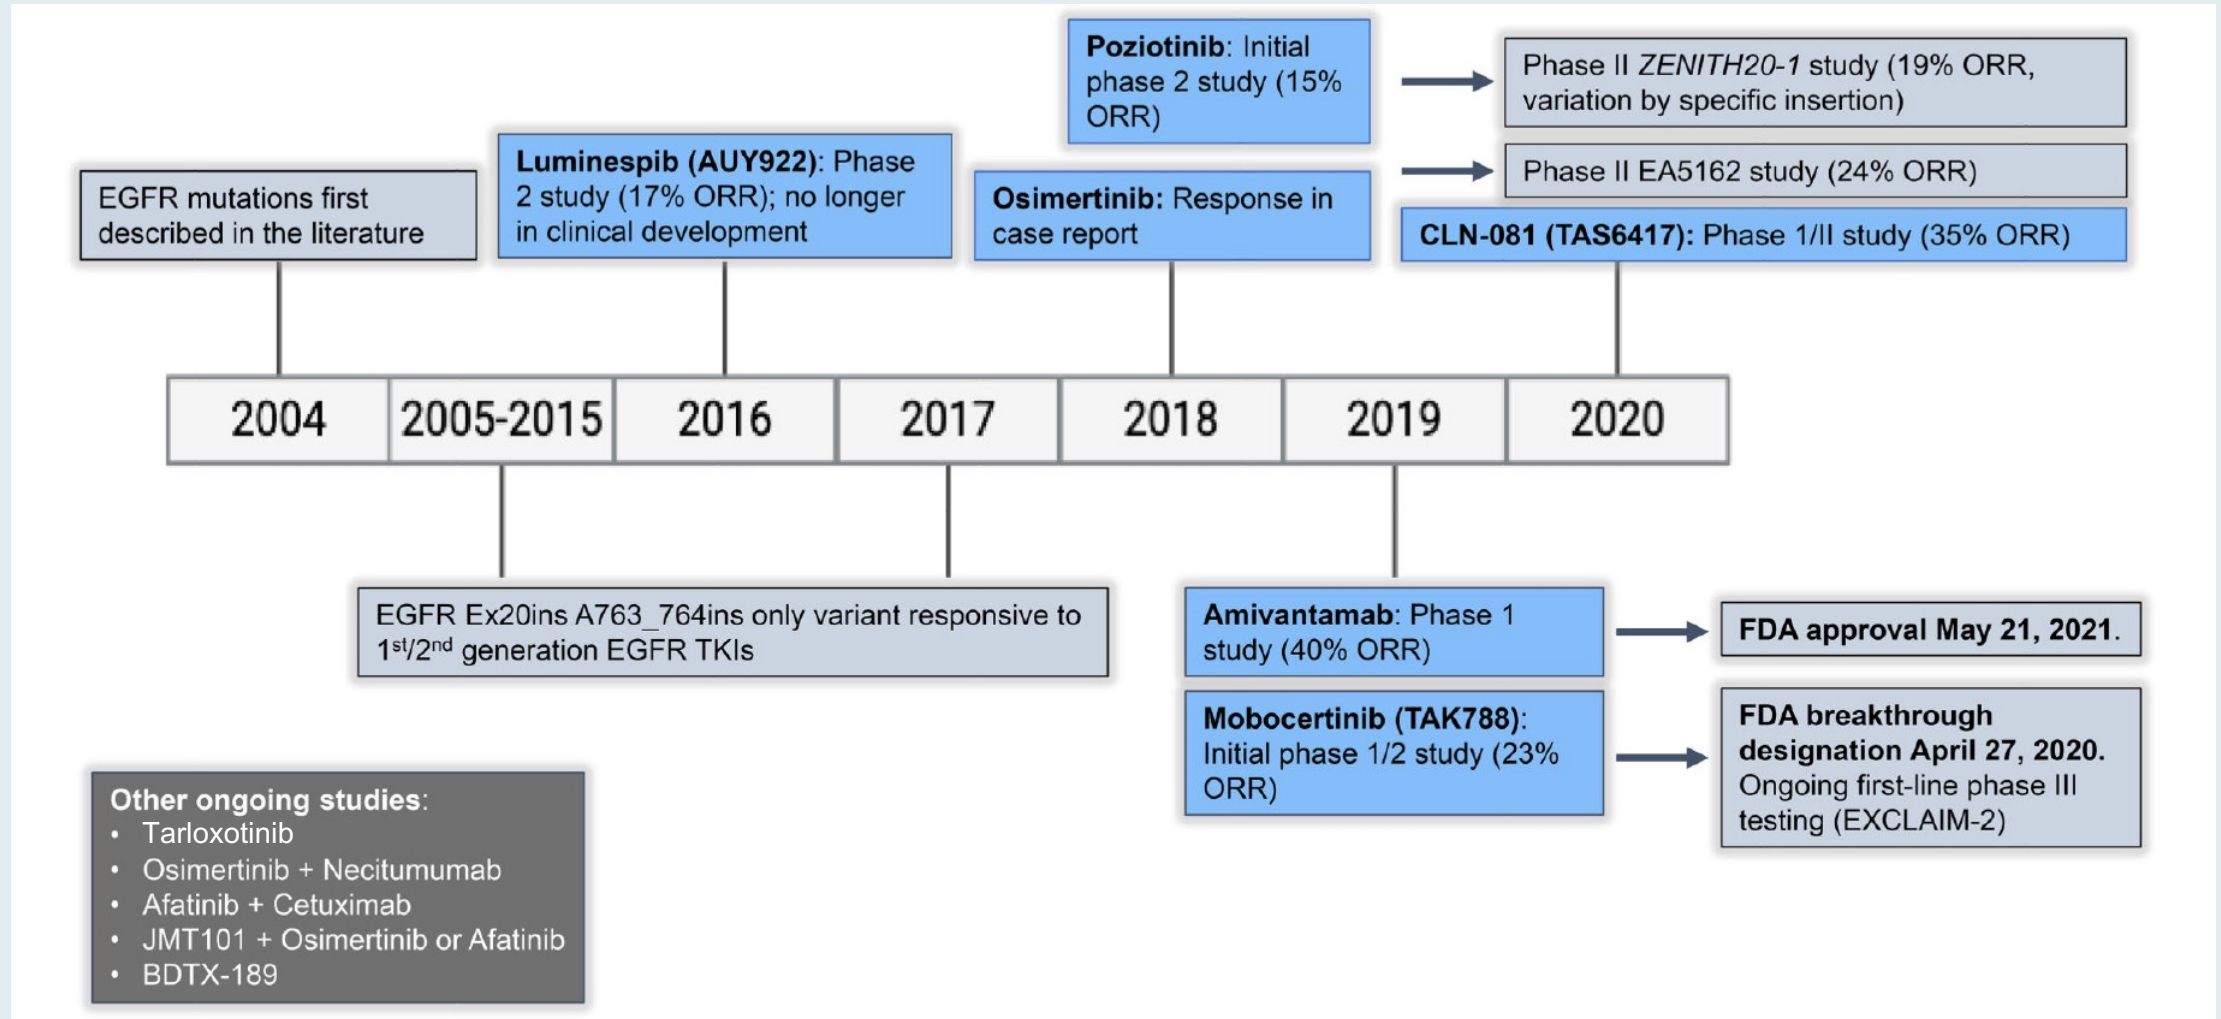 Poziotinib: Initial
phase 2 study (15%
ORR)
Phase II ZENITH20-1 study (19% ORR,
variation by specific insertion)
EGFR mutations first
described in the literature
Luminespib (AUY922): Phase
2 study (17% ORR); no longer
in clinical development
Osimertinib: Response in
case report
Phase II EA5162 study (24% ORR)
CLN-081 (TAS6417): Phase 1/II study (35% ORR)
2004
2005-2015
2016
2017
2018
2019
2020
EGFR Ex20ins A763_764ins only variant responsive to
1st/2nd generation EGFR TKIs
Amivantamab: Phase 1
study (40% ORR)
FDA approval May 21, 2021.
Mobocertinib (TAK788):
Initial phase 1/2 study (23%
ORR)
FDA breakthrough
designation April 27, 2020.
Ongoing first-line phase III
testing (EXCLAIM-2)
Other ongoing studies:
• Tarloxotinib
• Osimertinib + Necitumumab
• Afatinib + Cetuximab
• JMT101 + Osimertinib or Afatinib
• BDTX-189